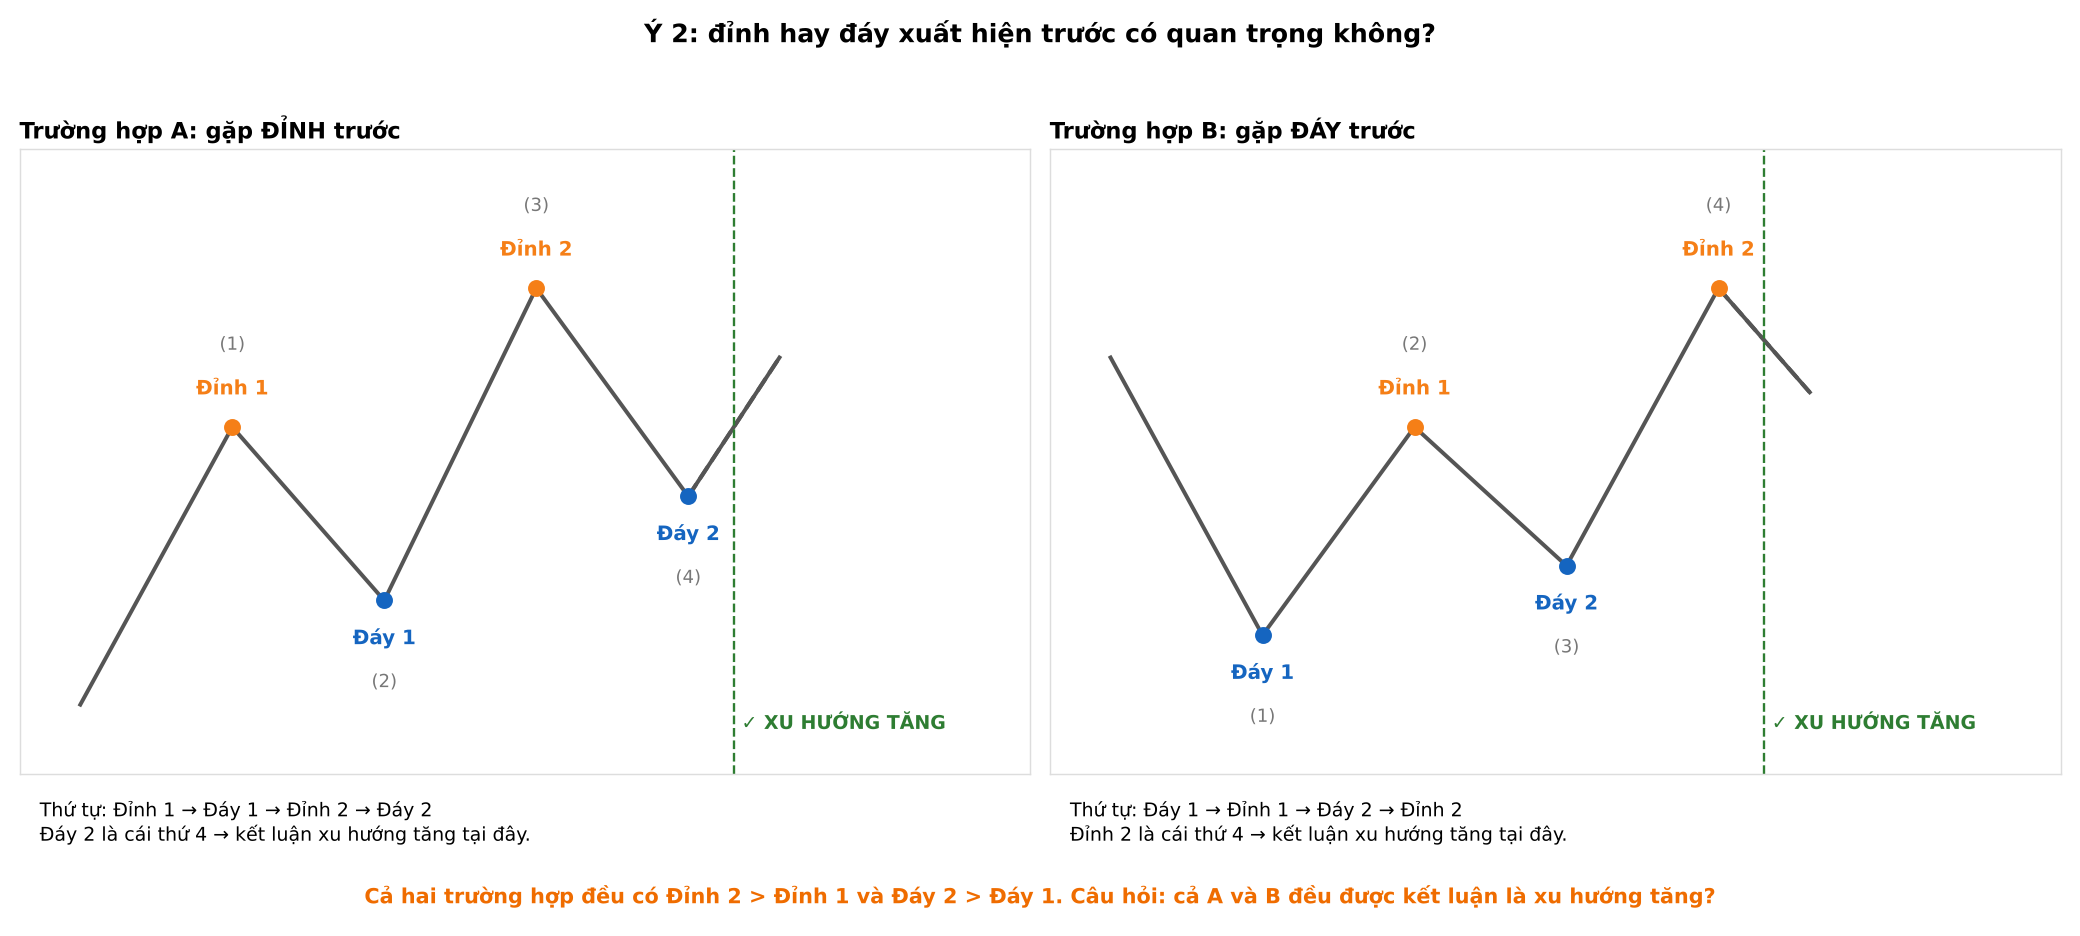 Ý 2: đỉnh hay đáy xuất hiện trước có quan trọng không?
Trường hợp A: gặp ĐỈNH trước
(3)
Đỉnh 2
(1)
Đỉnh 1
Đáy 2
(4)
Đáy 1
(2)
✓ XU HƯỚNG TĂNG
Thứ tự: Đỉnh 1 → Đáy 1 → Đỉnh 2 → Đáy 2
Đáy 2 là cái thứ 4 → kết luận xu hướng tăng tại đây.
Trường hợp B: gặp ĐÁY trước
(4)
Đỉnh 2
(2)
Đỉnh 1
Đáy 2
(3)
Đáy 1
(1)
✓ XU HƯỚNG TĂNG
Thứ tự: Đáy 1 → Đỉnh 1 → Đáy 2 → Đỉnh 2
Đỉnh 2 là cái thứ 4 → kết luận xu hướng tăng tại đây.
Cả hai trường hợp đều có Đỉnh 2 > Đỉnh 1 và Đáy 2 > Đáy 1. Câu hỏi: cả A và B đều được kết luận là xu hướng tăng?